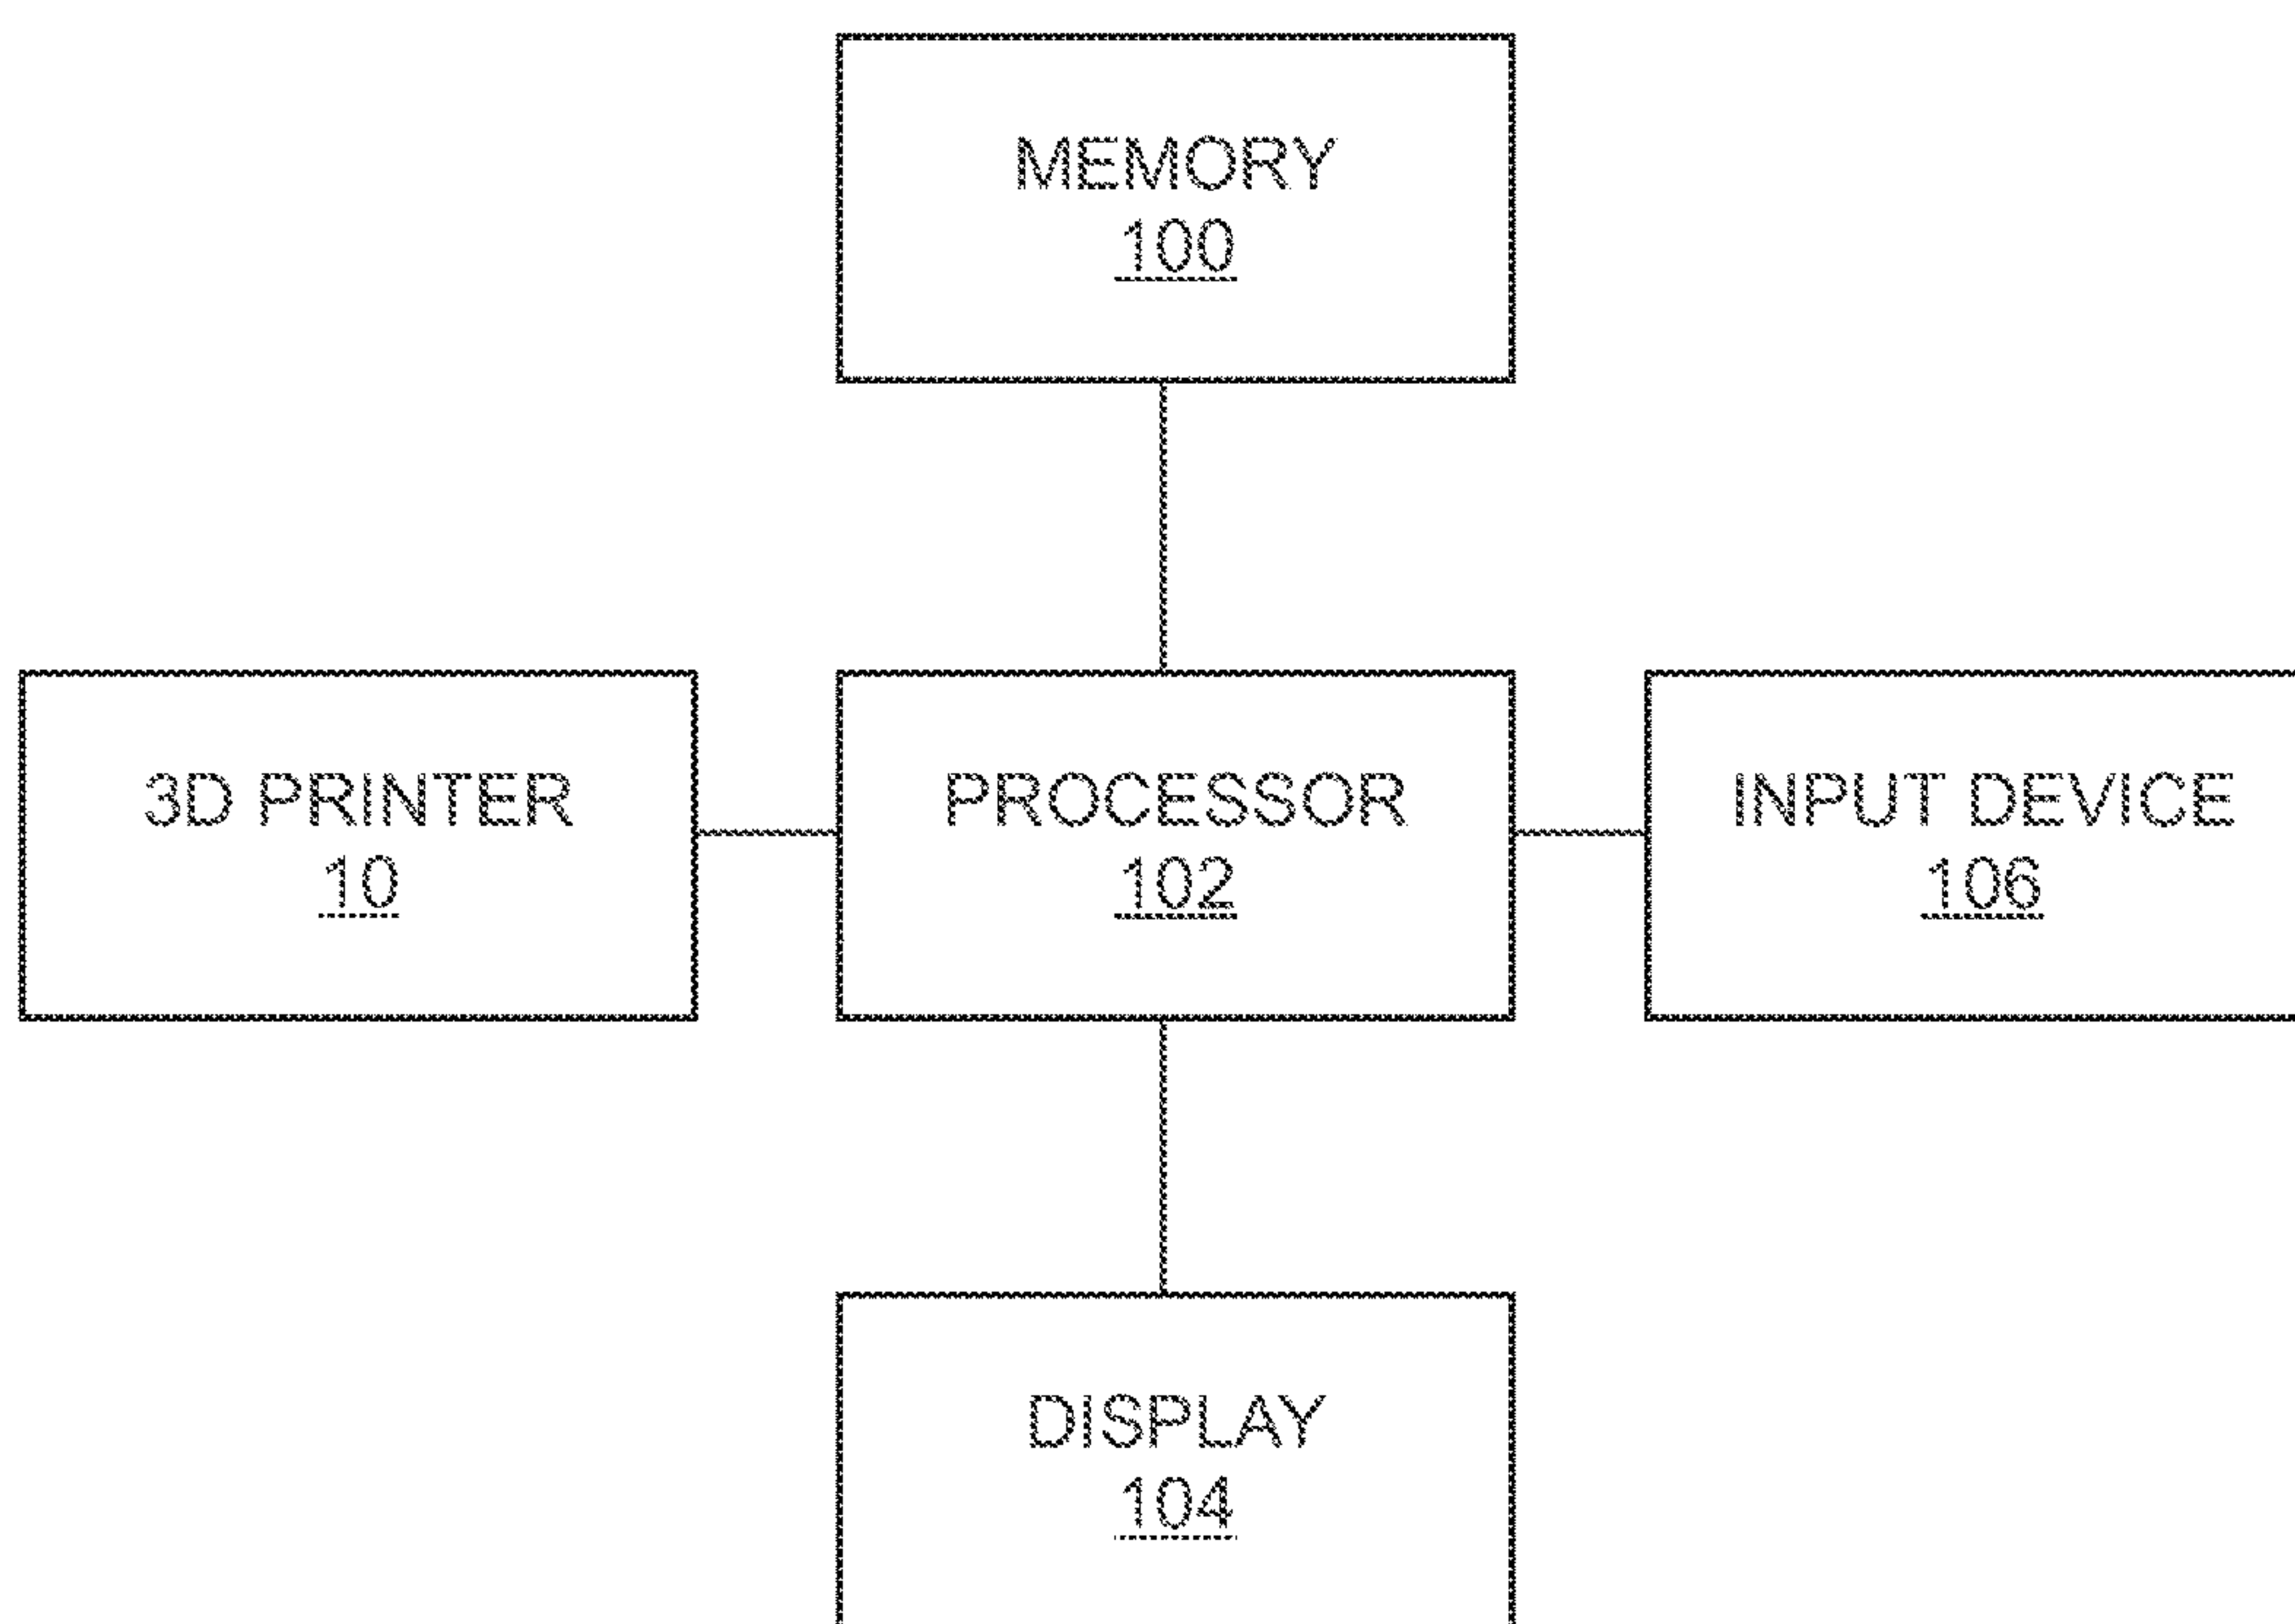 MEMORY
100
3D PRINTER
10
PROCESSOR
102
INPUT DEVICE
106
DISPLAY
104